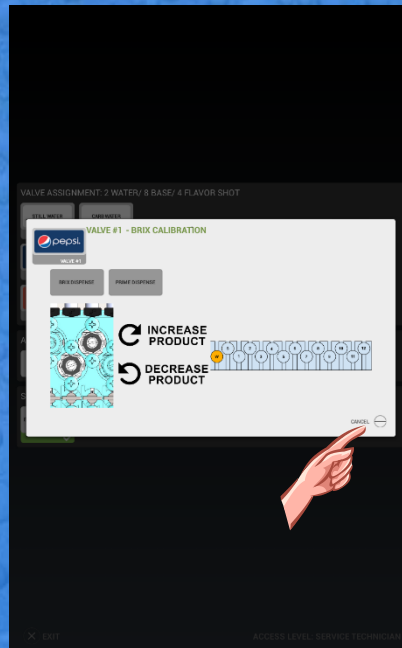 VALVE ASSIGNMENT: 2 WATER/ 8 BASE/ 4 FLAVOR SHOT
STILL WATER CARB WATER
VALVE #1 - BRIX CALIBRATION
pepsi
VALVE #1
BRIX DISPENSE PRIME DISPENSE
INCREASE
PRODUCT
DECREASE
PRODUCT
CANCEL
EXIT ACCESS LEVEL: SERVICE TECHNICIAN